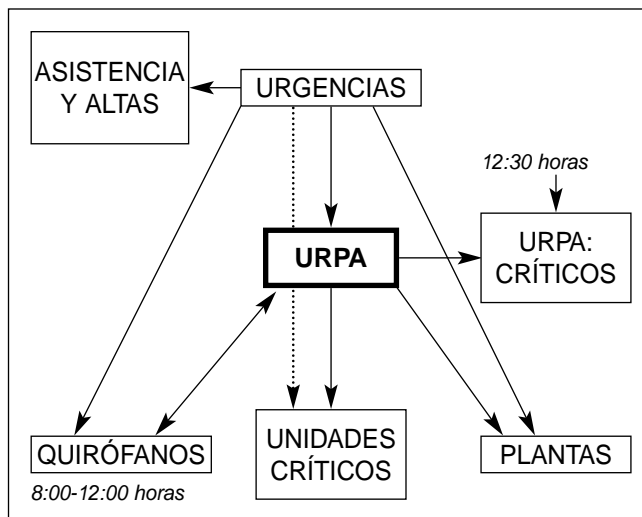 ASISTENCIA
Y ALTAS
URGENCIAS
12:30 horas
URPA:
CRÍTICOS
URPA
QUIRÓFANOS
8:00-12:00 horas
UNIDADES
CRÍTICOS
PLANTAS